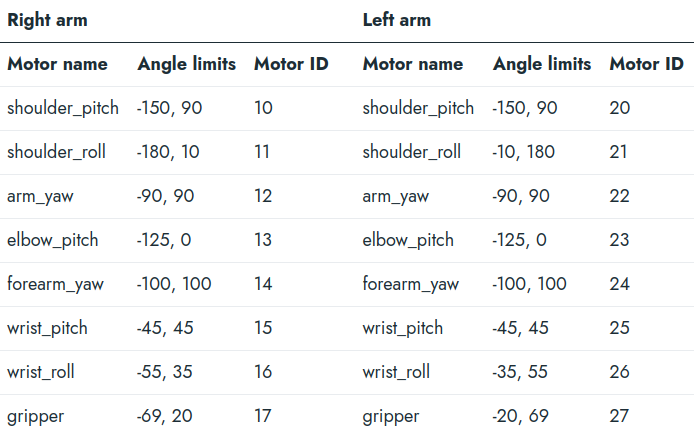 Right arm Left arm
Motor name Angle limits Motor ID Motor name Angle limits Motor ID
shoulder_pitch -150, 90 10 shoulder_pitch -150, 90 20
shoulder_roll -180, 10 11 shoulder_roll -10, 180 21
arm_yaw -90, 90 12 arm_yaw -90, 90 22
elbow_pitch -125, 0 13 elbow_pitch -125, 0 23
forearm_yaw -100, 100 14 forearm_yaw -100, 100 24
wrist_pitch -45, 45 15 wrist_pitch -45, 45 25
wrist_roll -55, 35 16 wrist_roll -35, 55 26
gripper -69, 20 17 gripper -20, 69 27